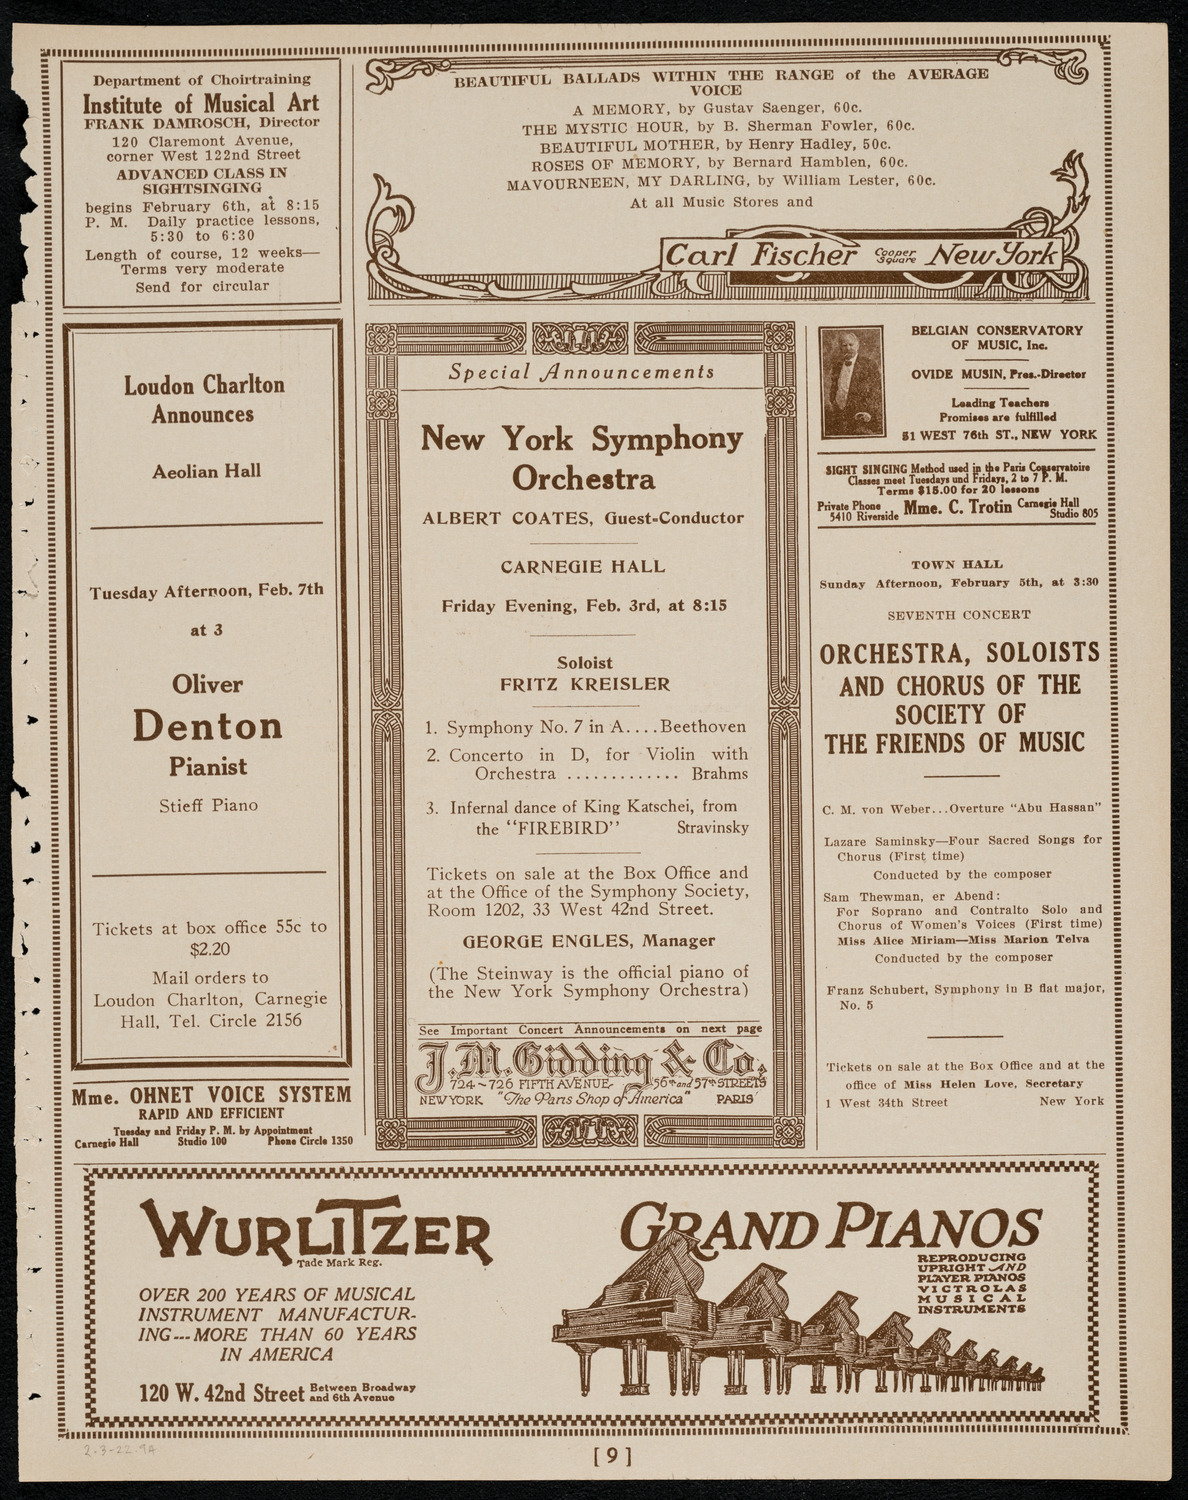 Department of Choirtraining
Institute of Musical Art
FRANK DAMROSCH, Director
120 Claremont Avenue,
corner West 122nd Street
ADVANCED CLASS IN
SIGHTSINGING
begins February 6th, at 8:15
P. M. Daily practice lessons,
5:30 to 6:30
Length of course, 12 weeks—
Terms very moderate
Send for circular
BEAUTIFUL BALLADS WITHIN THE RANGE of the AVERAGE
VOICE
A MEMORY, by Gustav Saenger, 60c.
THE MYSTIC HOUR, by B. Sherman Fowler, 60c.
BEAUTIFUL MOTHER, by Henry Hadley, 50c.
ROSES OF MEMORY, by Bernard Hamblen, 60c.
MAVOURNEEN, MY DARLING, by William Lester, 60c.
At all Music Stores and
Carl Fischer Cooper Square New York
Loudon Charlton
Announces
Aeolian Hall
Tuesday Afternoon, Feb. 7th
at 3
Oliver
Denton
Pianist
Stieff Piano
Tickets at box office 55c to
$2.20
Mail orders to
Loudon Charlton, Carnegie
Hall, Tel. Circle 2156
Mme. OHNET VOICE SYSTEM
RAPID AND EFFICIENT
Tuesday and Friday P. M. by Appointment
Carnegie Hall Studio 100 Phone Circle 1350
Special Announcements
New York Symphony
Orchestra
ALBERT COATES, Guest-Conductor
CARNEGIE HALL
Friday Evening, Feb. 3rd, at 8:15
Soloist
FRITZ KREISLER
1. Symphony No. 7 in A....Beethoven
2. Concerto in D, for Violin with
Orchestra ............. Brahms
3. Infernal dance of King Katschei, from
the "FIREBIRD" Stravinsky
Tickets on sale at the Box Office and
at the Office of the Symphony Society,
Room 1202, 33 West 42nd Street.
GEORGE ENGLES, Manager
(The Steinway is the official piano of
the New York Symphony Orchestra)
See Important Concert Announcements on next page
J.M. Gidding & Co.
724~726 FIFTH AVENUE 56th and 57th STREETS
NEW YORK "The Paris Shop of America" PARIS
BELGIAN CONSERVATORY
OF MUSIC, Inc.
OVIDE MUSIN, Pres.-Director
Leading Teachers
Promises are fulfilled
51 WEST 76th ST., NEW YORK
SIGHT SINGING Method used in the Paris Conservatoire
Classes meet Tuesdays und Fridays, 2 to 7 P. M.
Terms $15.00 for 20 lessons
Private Phone 5410 Riverside Mme. C. Trotin Carnegie Hall Studio 805
TOWN HALL
Sunday Afternoon, February 5th, at 3:30
SEVENTH CONCERT
ORCHESTRA, SOLOISTS
AND CHORUS OF THE
SOCIETY OF
THE FRIENDS OF MUSIC
C. M. von Weber...Overture "Abu Hassan"
Lazare Saminsky—Four Sacred Songs for
Chorus (First time)
Conducted by the composer
Sam Thewman, er Abend:
For Soprano and Contralto Solo and
Chorus of Women's Voices (First time)
Miss Alice Miriam—Miss Marion Telva
Conducted by the composer
Franz Schubert, Symphony in B flat major,
No. 5
Tickets on sale at the Box Office and at the
office of Miss Helen Love, Secretary
1 West 34th Street New York
WURLITZER
Tade Mark Reg.
OVER 200 YEARS OF MUSICAL
INSTRUMENT MANUFACTUR-
ING---MORE THAN 60 YEARS
IN AMERICA
120 W. 42nd Street Between Broadway and 6th Avenue
GRAND PIANOS
REPRODUCING
UPRIGHT AND
PLAYER PIANOS
VICTROLAS
MUSICAL
INSTRUMENTS
2-3-22 9A
[ 9 ]